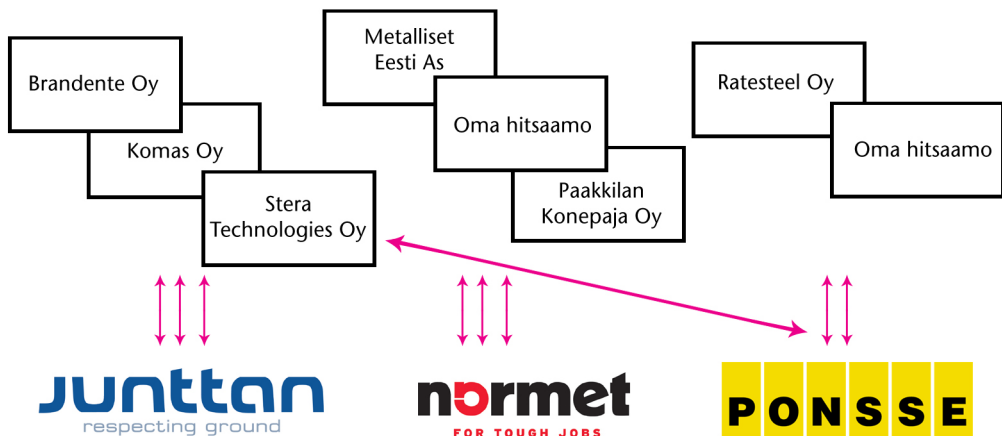 Brandente Oy
Komas Oy
Stera
Technologies Oy
Metalliset
Eesti As
Oma hitsaamo
Paakkilan
Konepaja Oy
Ratesteel Oy
Oma hitsaamo
junttan
respecting ground
normet
FOR TOUGH JOBS
PONSSE